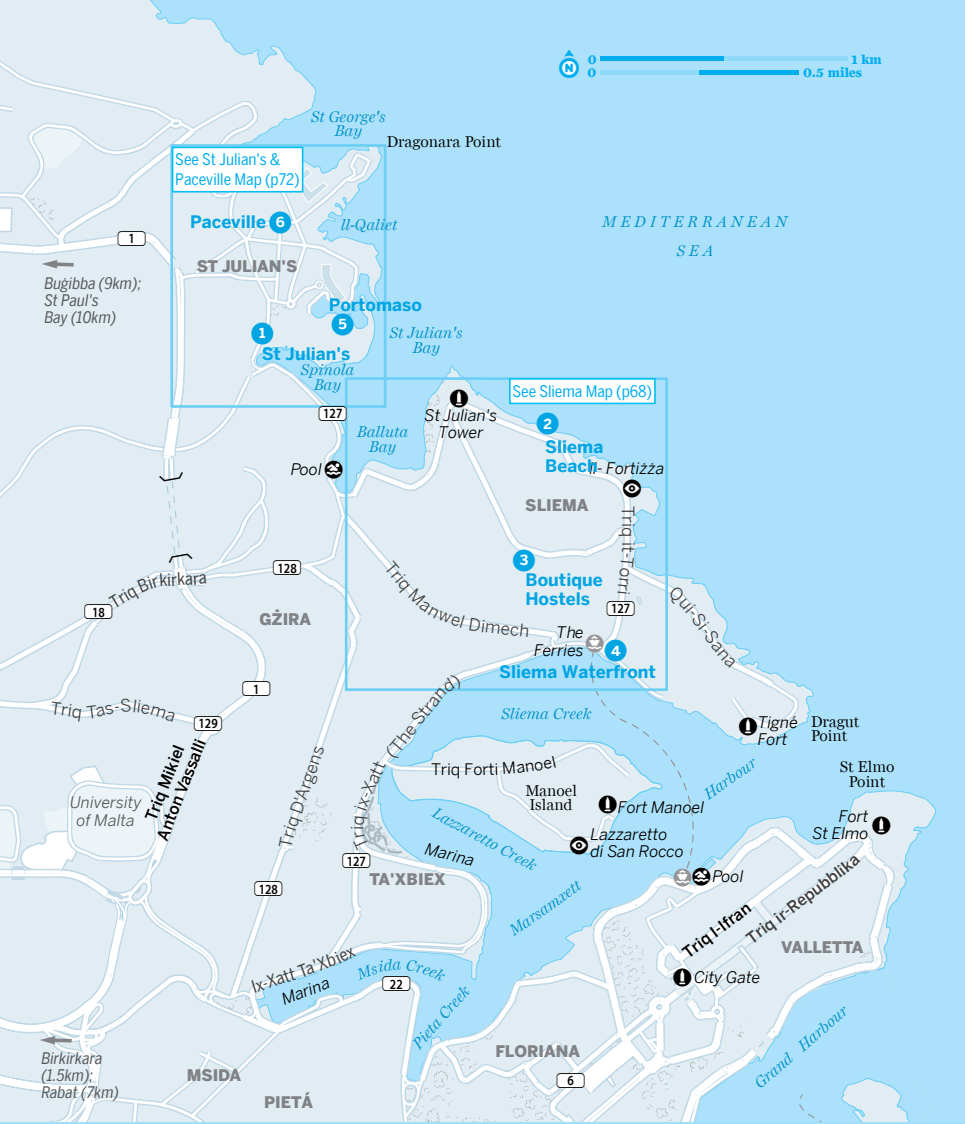 0 1 km
0 0.5 miles
N
St George's
Bay
Dragonara Point
See St Julian's &
Paceville Map (p72)
Paceville 6
Il-Qaliet
MEDITERRANEAN
SEA
1
ST JULIAN'S
Buġibba (9km);
St Paul's
Bay (10km)
Portomaso
5
1
St Julian's
St Julian's
Bay
Spinola
Bay
See Sliema Map (p68)
127
St Julian's
Tower
2
Sliema
Beach
Balluta
Bay
Il- Fortiżża
Pool
SLIEMA
Triq it-Torri
3
Boutique
Hostels
128
Triq Birkirkara
18
Triq Manwel Dimech
127
Qui-Si-Sana
GŻIRA
The
Ferries
4
Sliema Waterfront
1
Triq Tas-Sliema
129
Sliema Creek
Triq ix-Xatt (The Strand)
Tigné
Fort
Dragut
Point
Triq Mikiel
Anton Vassalli
Triq D'Argens
Triq Forti Manoel
Harbour
St Elmo
Point
University
of Malta
Manoel
Island
Fort Manoel
Fort
St Elmo
Lazzaretto Creek
Lazzaretto
di San Rocco
Marina
127
TA'XBIEX
128
Pool
Marsamxett
Triq l-Ifran
Triq ir-Repubblika
VALLETTA
Ix-Xatt Ta'Xbiex
Marina
Msida Creek
22
City Gate
Pieta Creek
Grand Harbour
Birkirkara
(1.5km);
Rabat (7km)
FLORIANA
MSIDA
6
PIETÁ